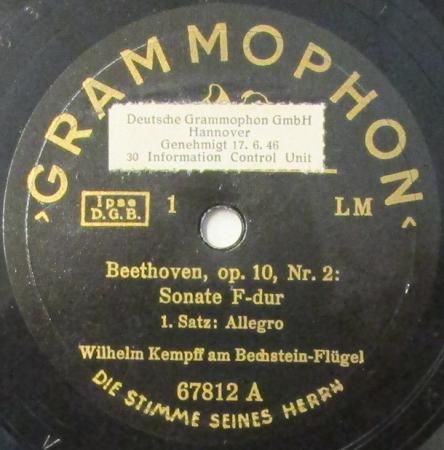 >GRAMMOPHON<
Deutsche Grammophon GmbH
Hannover
Genehmigt 17. 6. 46
30 Information Control Unit
Ipse
D.G.B.
1
LM
Beethoven, op. 10, Nr. 2:
Sonate F-dur
1. Satz: Allegro
Wilhelm Kempff am Bechstein-Flügel
67812 A
DIE STIMME SEINES HERRN